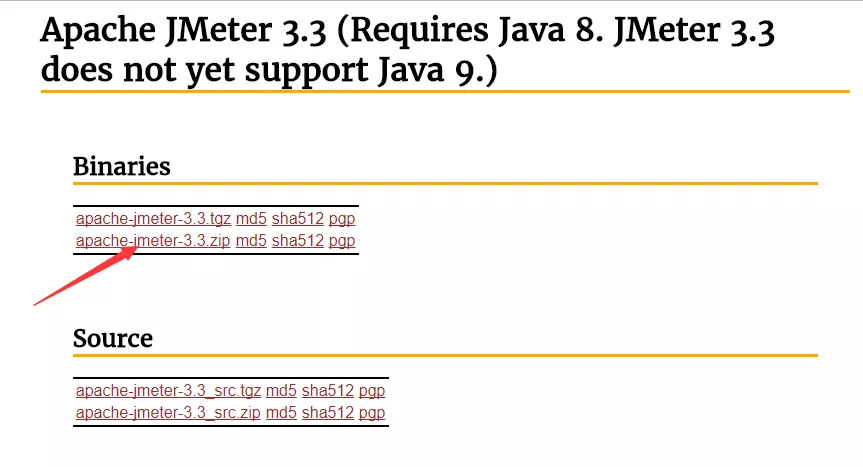 Apache JMeter 3.3 (Requires Java 8. JMeter 3.3
does not yet support Java 9.)
Binaries
apache-jmeter-3.3.tgz md5 sha512 pgp
apache-jmeter-3.3.zip md5 sha512 pgp
Source
apache-jmeter-3.3_src.tgz md5 sha512 pgp
apache-jmeter-3.3_src.zip md5 sha512 pgp